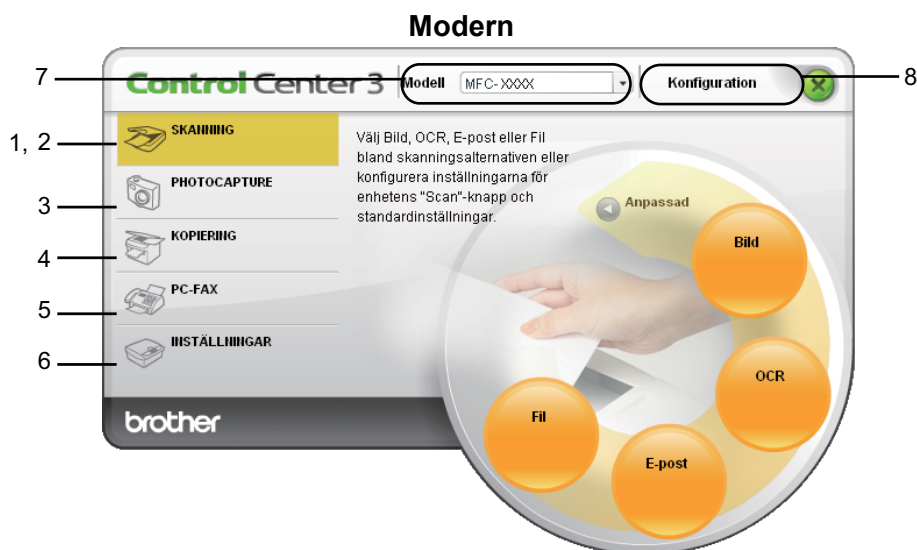 Modern
7
Control Center 3
Modell
MFC-XXXX
Konfiguration
8
1, 2
SKANNING
Välj Bild, OCR, E-post eller Fil
bland skanningsalternativen eller
konfigurera inställningarna för
enhetens "Scan"-knapp och
standardinställningar.
3
PHOTOCAPTURE
4
KOPIERING
5
PC-FAX
6
INSTÄLLNINGAR
Anpassad
Bild
OCR
E-post
Fil
brother